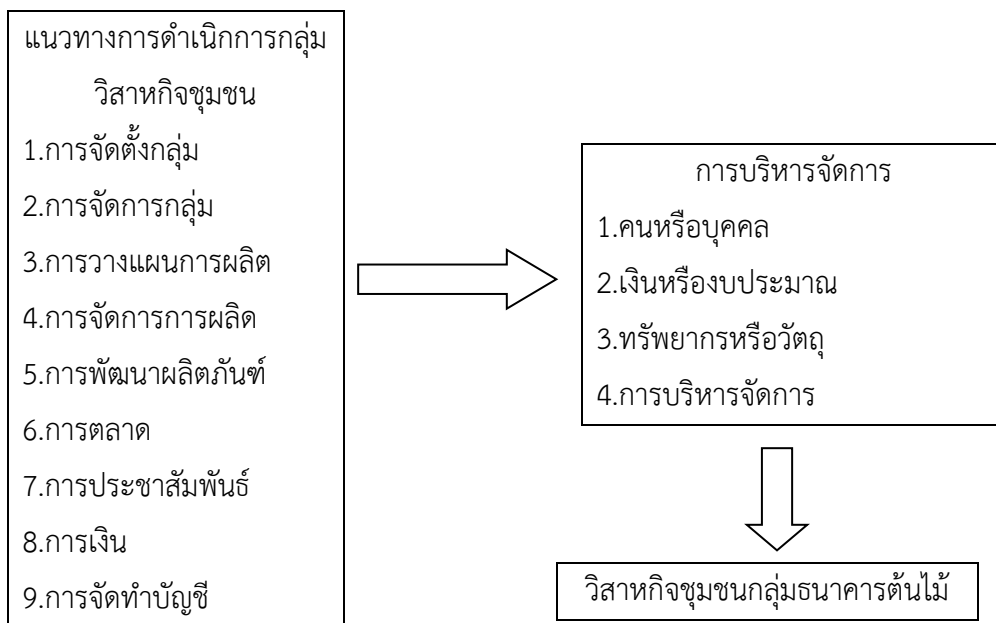 แนวทางการดำเนิกการกลุ่ม
วิสาหกิจชุมชน
1.การจัดตั้งกลุ่ม
2.การจัดการกลุ่ม
3.การวางแผนการผลิต
4.การจัดการการผลิด
5.การพัฒนาผลิตภันฑ์
6.การตลาด
7.การประชาสัมพันธ์
8.การเงิน
9.การจัดทำบัญชี
การบริหารจัดการ
1.คนหรือบุคคล
2.เงินหรืองบประมาณ
3.ทรัพยากรหรือวัตถุ
4.การบริหารจัดการ
วิสาหกิจชุมชนกลุ่มธนาคารต้นไม้